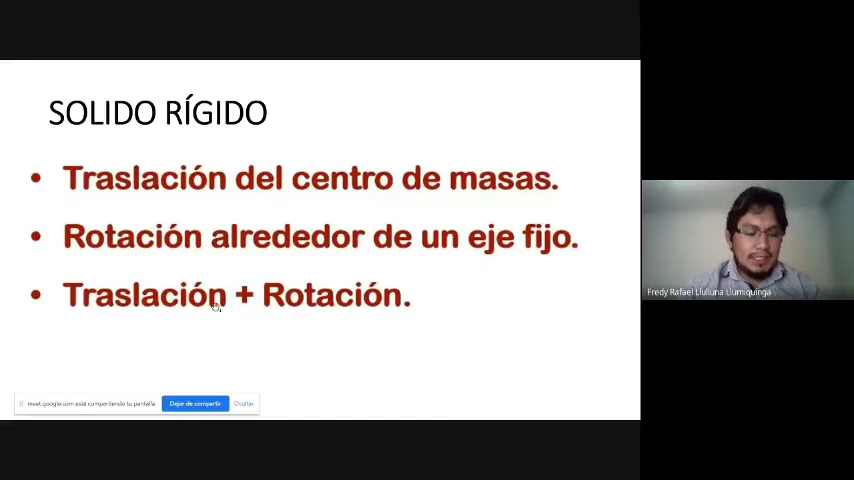 SOLIDO RÍGIDO
• Traslación del centro de masas.
• Rotación alrededor de un eje fijo.
• Traslación + Rotación.
meet.google.com está compartiendo tu pantalla
Dejar de compartir
Ocultar
Fredy Rafael Llulluna Llumiquinga